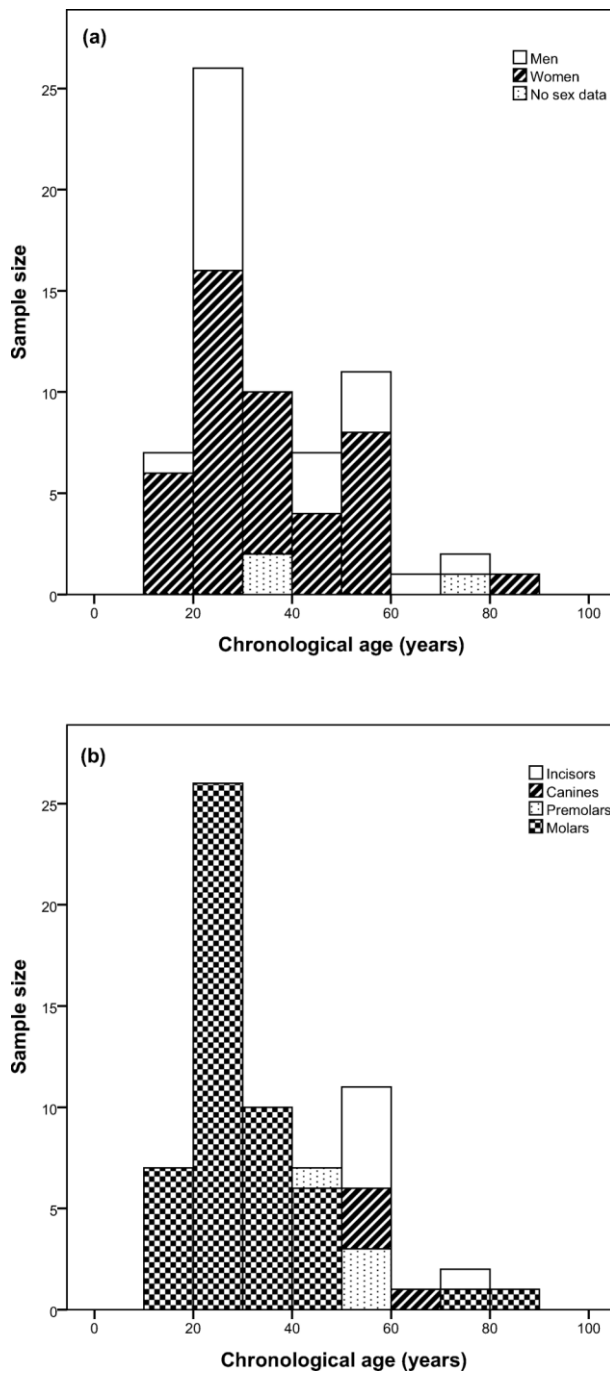 (a)
Men
Women
No sex data
25
20
15
10
5
0
Sample size
0 20 40 60 80 100
Chronological age (years)
(b)
Incisors
Canines
Premolars
Molars
25
20
15
10
5
0
Sample size
0 20 40 60 80 100
Chronological age (years)